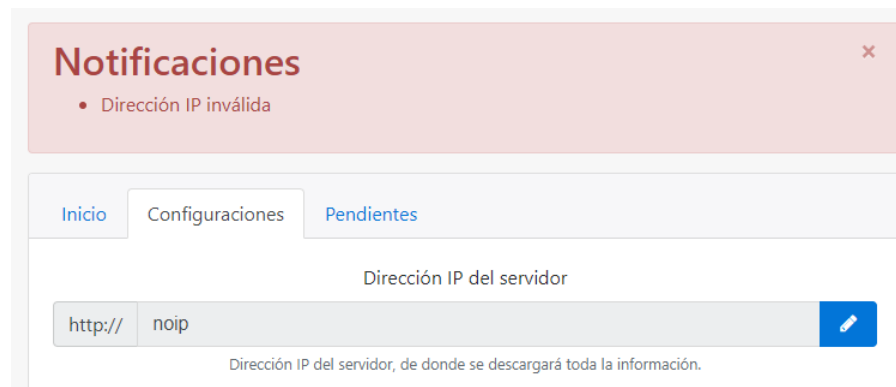 Notificaciones
×
• Dirección IP inválida
Inicio Configuraciones Pendientes
Dirección IP del servidor
http:// noip
Dirección IP del servidor, de donde se descargará toda la información.